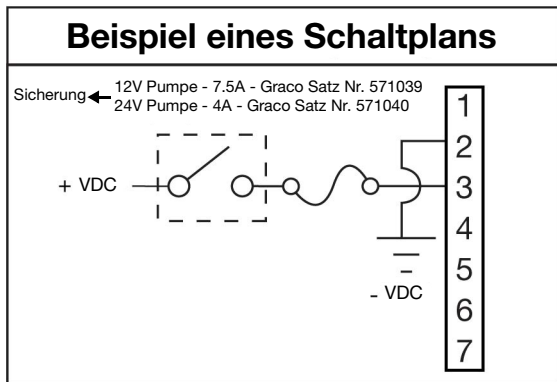 Beispiel eines Schaltplans
Sicherung
12V Pumpe - 7.5A - Graco Satz Nr. 571039
24V Pumpe - 4A - Graco Satz Nr. 571040
+ VDC
- VDC
1
2
3
4
5
6
7